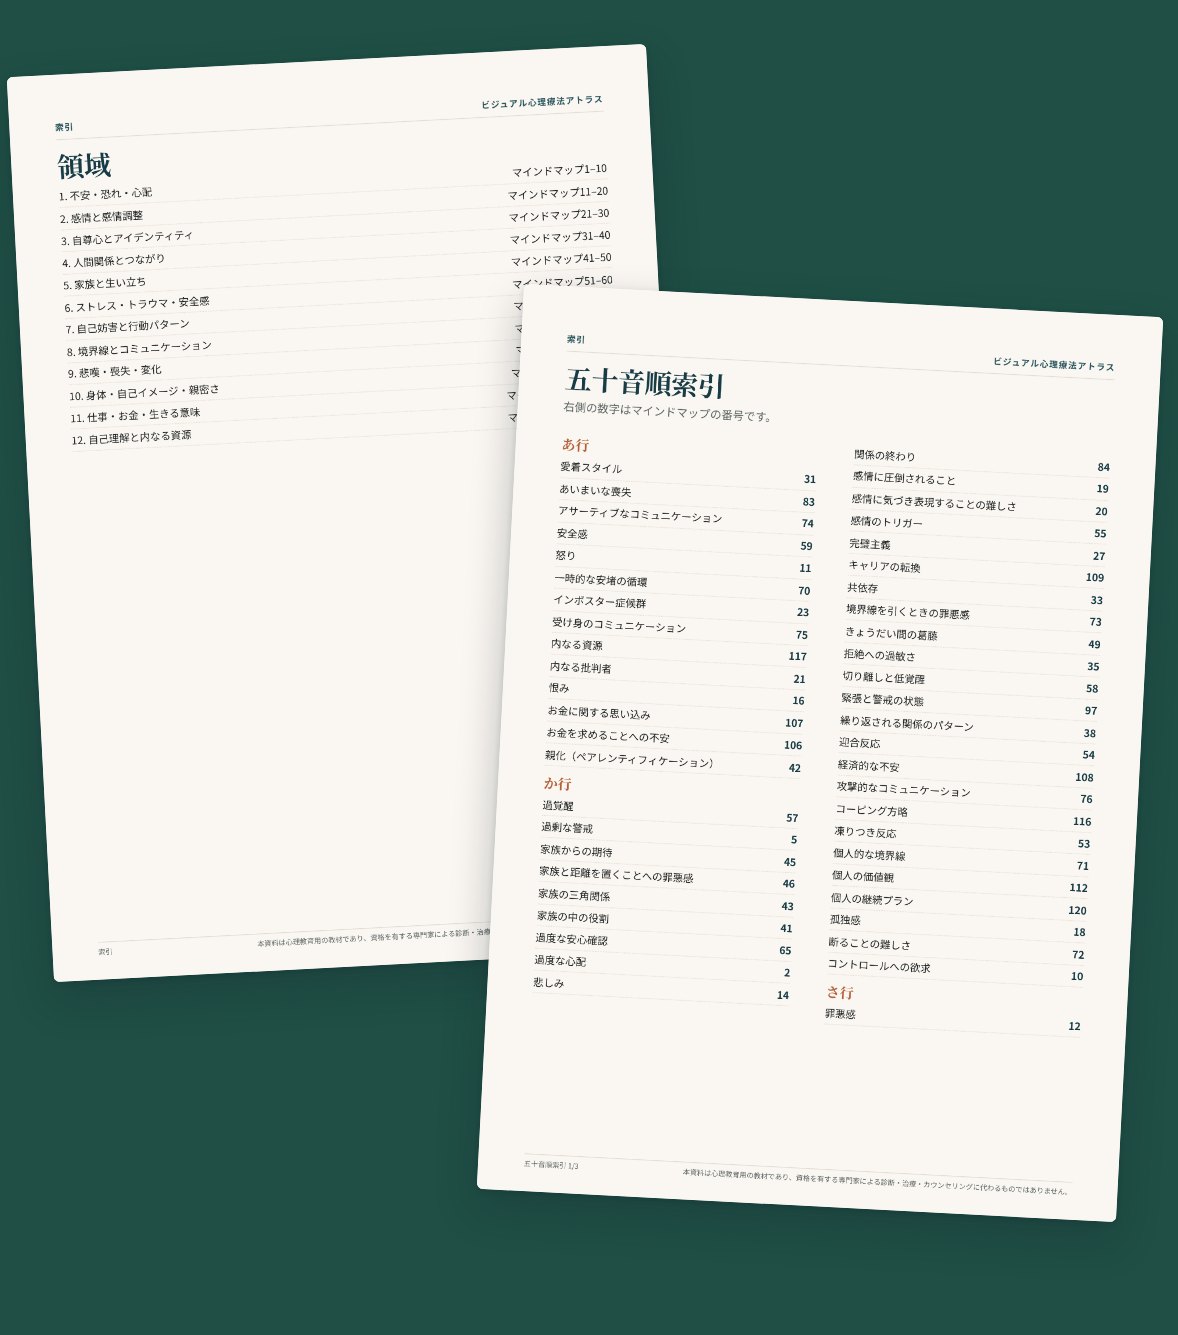 索引
ビジュアル心理療法アトラス
領域
1. 不安・恐れ・心配 マインドマップ1–10
2. 感情と感情調整 マインドマップ11–20
3. 自尊心とアイデンティティ マインドマップ21–30
4. 人間関係とつながり マインドマップ31–40
5. 家族と生い立ち マインドマップ41–50
6. ストレス・トラウマ・安全感 マインドマップ51–60
7. 自己妨害と行動パターン マ
8. 境界線とコミュニケーション マ
9. 悲嘆・喪失・変化 マ
10. 身体・自己イメージ・親密さ マ
11. 仕事・お金・生きる意味 マ
12. 自己理解と内なる資源 マ
索引
本資料は心理教育用の教材であり、資格を有する専門家による診断・治療
索引
ビジュアル心理療法アトラス
五十音順索引
右側の数字はマインドマップの番号です。
あ行
愛着スタイル 31
あいまいな喪失 83
アサーティブなコミュニケーション 74
安全感 59
怒り 11
一時的な安堵の循環 70
インポスター症候群 23
受け身のコミュニケーション 75
内なる資源 117
内なる批判者 21
恨み 16
お金に関する思い込み 107
お金を求めることへの不安 106
親化（ペアレンティフィケーション） 42
か行
過覚醒 57
過剰な警戒 5
家族からの期待 45
家族と距離を置くことへの罪悪感 46
家族の三角関係 43
家族の中の役割 41
過度な安心確認 65
過度な心配 2
悲しみ 14
関係の終わり 84
感情に圧倒されること 19
感情に気づき表現することの難しさ 20
感情のトリガー 55
完璧主義 27
キャリアの転換 109
共依存 33
境界線を引くときの罪悪感 73
きょうだい間の葛藤 49
拒絶への過敏さ 35
切り離しと低覚醒 58
緊張と警戒の状態 97
繰り返される関係のパターン 38
迎合反応 54
経済的な不安 108
攻撃的なコミュニケーション 76
コーピング方略 116
凍りつき反応 53
個人的な境界線 71
個人の価値観 112
個人の継続プラン 120
孤独感 18
断ることの難しさ 72
コントロールへの欲求 10
さ行
罪悪感 12
五十音順索引 1/3
本資料は心理教育用の教材であり、資格を有する専門家による診断・治療・カウンセリングに代わるものではありません。